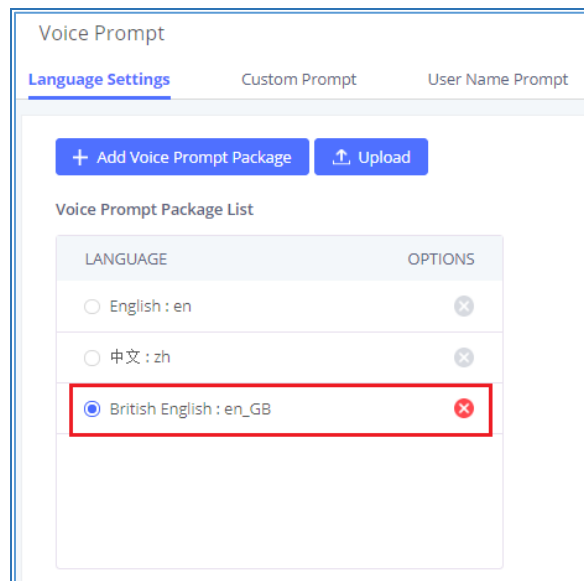 Voice Prompt
Language Settings Custom Prompt User Name Prompt
+ Add Voice Prompt Package Upload
Voice Prompt Package List
LANGUAGE OPTIONS
English : en
中文 : zh
British English : en_GB